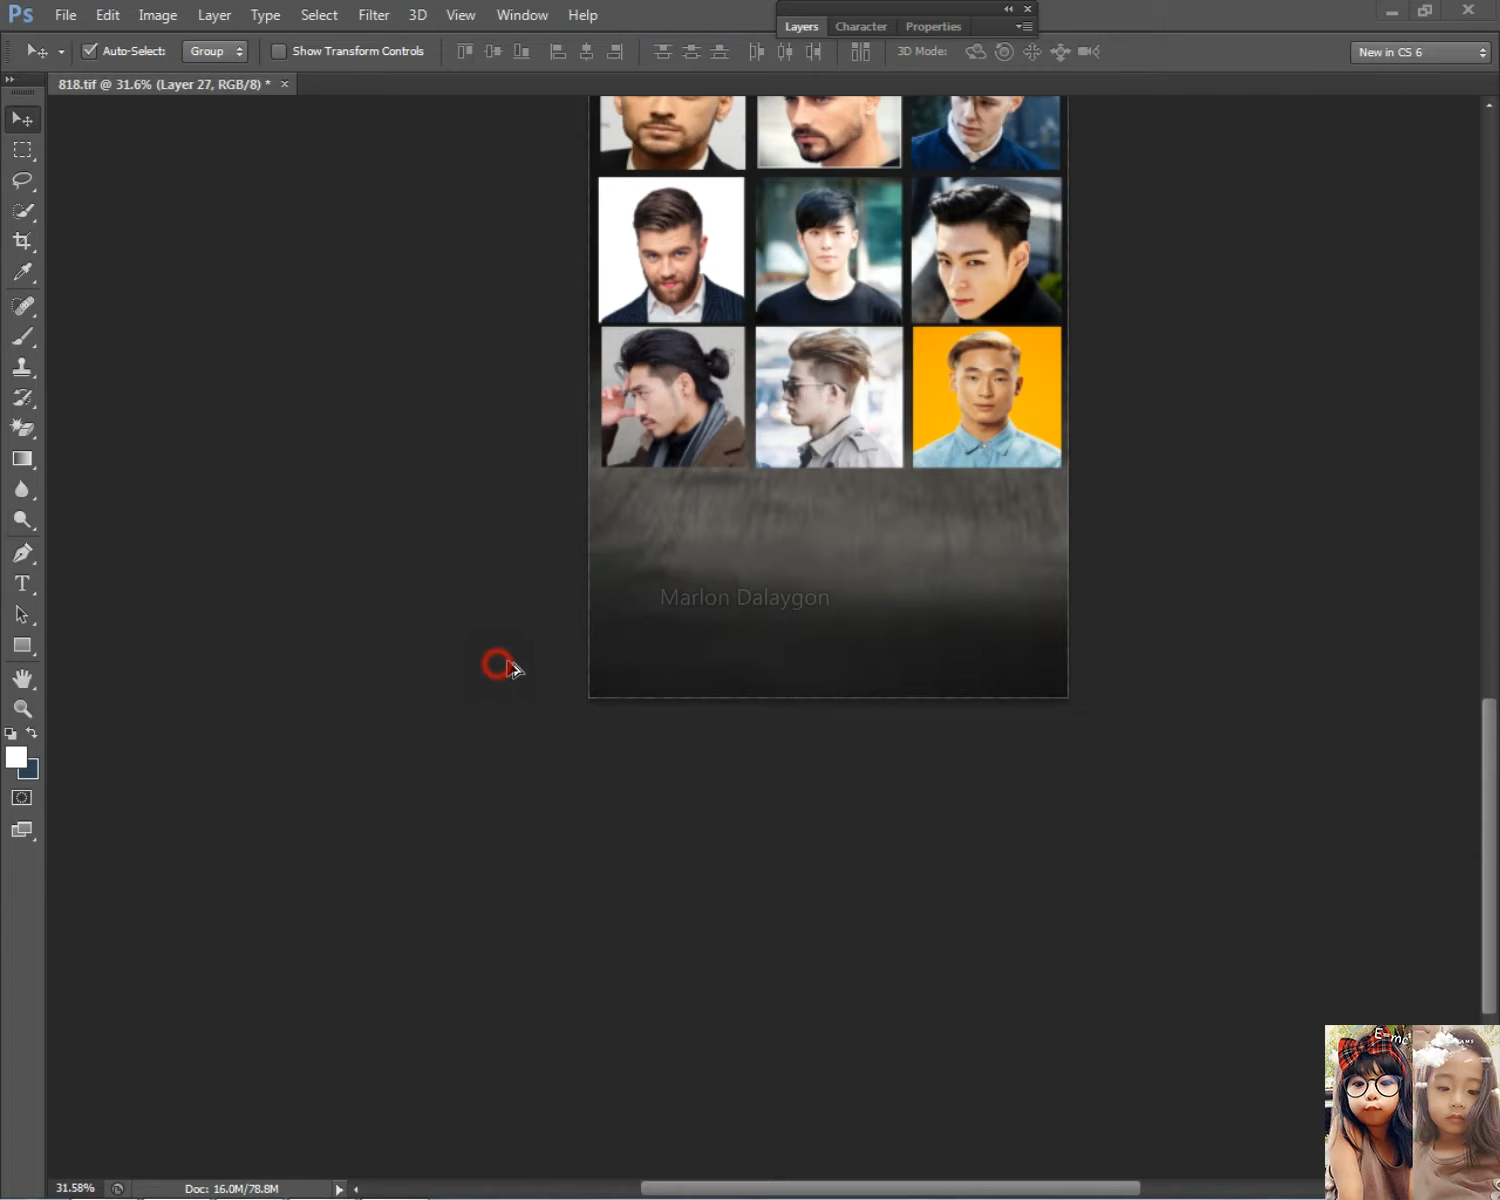 Ps File Edit Image Layer Type Select Filter 3D View Window Help
Layers Character Properties
Auto-Select: Group Show Transform Controls 3D Mode: New in CS 6
818.tif @ 31.6% (Layer 27, RGB/8) *
T
Marlon Dalaygon
E=mc
31.58% Doc: 16.0M/78.8M